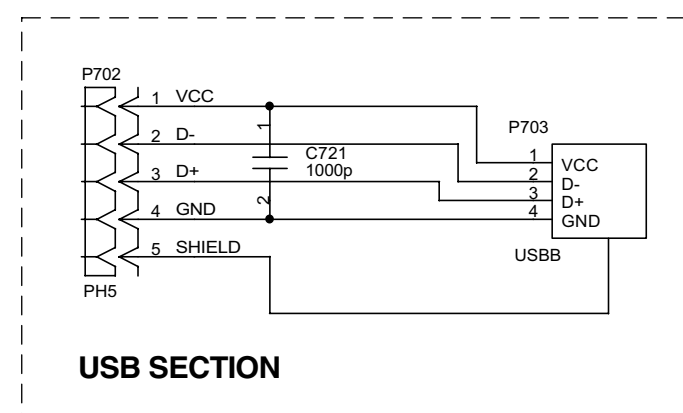 P702
1 VCC
2 D-
3 D+
4 GND
5 SHIELD
PH5
1
C721
1000p
2
P703
1 VCC
2 D-
3 D+
4 GND
USBB
USB SECTION